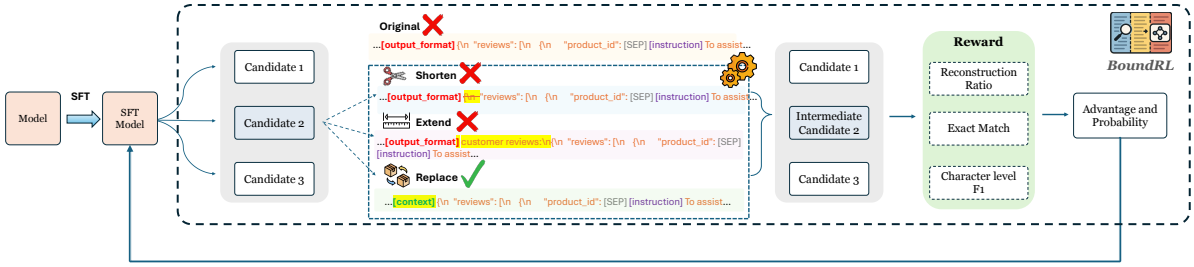 Model
SFT
SFT
Model
Candidate 1
Candidate 2
Candidate 3
Original
...[output_format] {\n "reviews": [\n {\n "product_id": [SEP] [instruction] To assist...
Shorten
...[output_format] {\n "reviews": [\n {\n "product_id": [SEP] [instruction] To assist...
Extend
...[output_format] customer reviews:\n{\n "reviews": [\n {\n "product_id": [SEP]
[instruction] To assist...
Replace
...[context] {\n "reviews": [\n {\n "product_id": [SEP] [instruction] To assist...
Candidate 1
Intermediate
Candidate 2
Candidate 3
Reward
Reconstruction
Ratio
Exact Match
Character level
F1
BoundRL
Advantage and
Probability